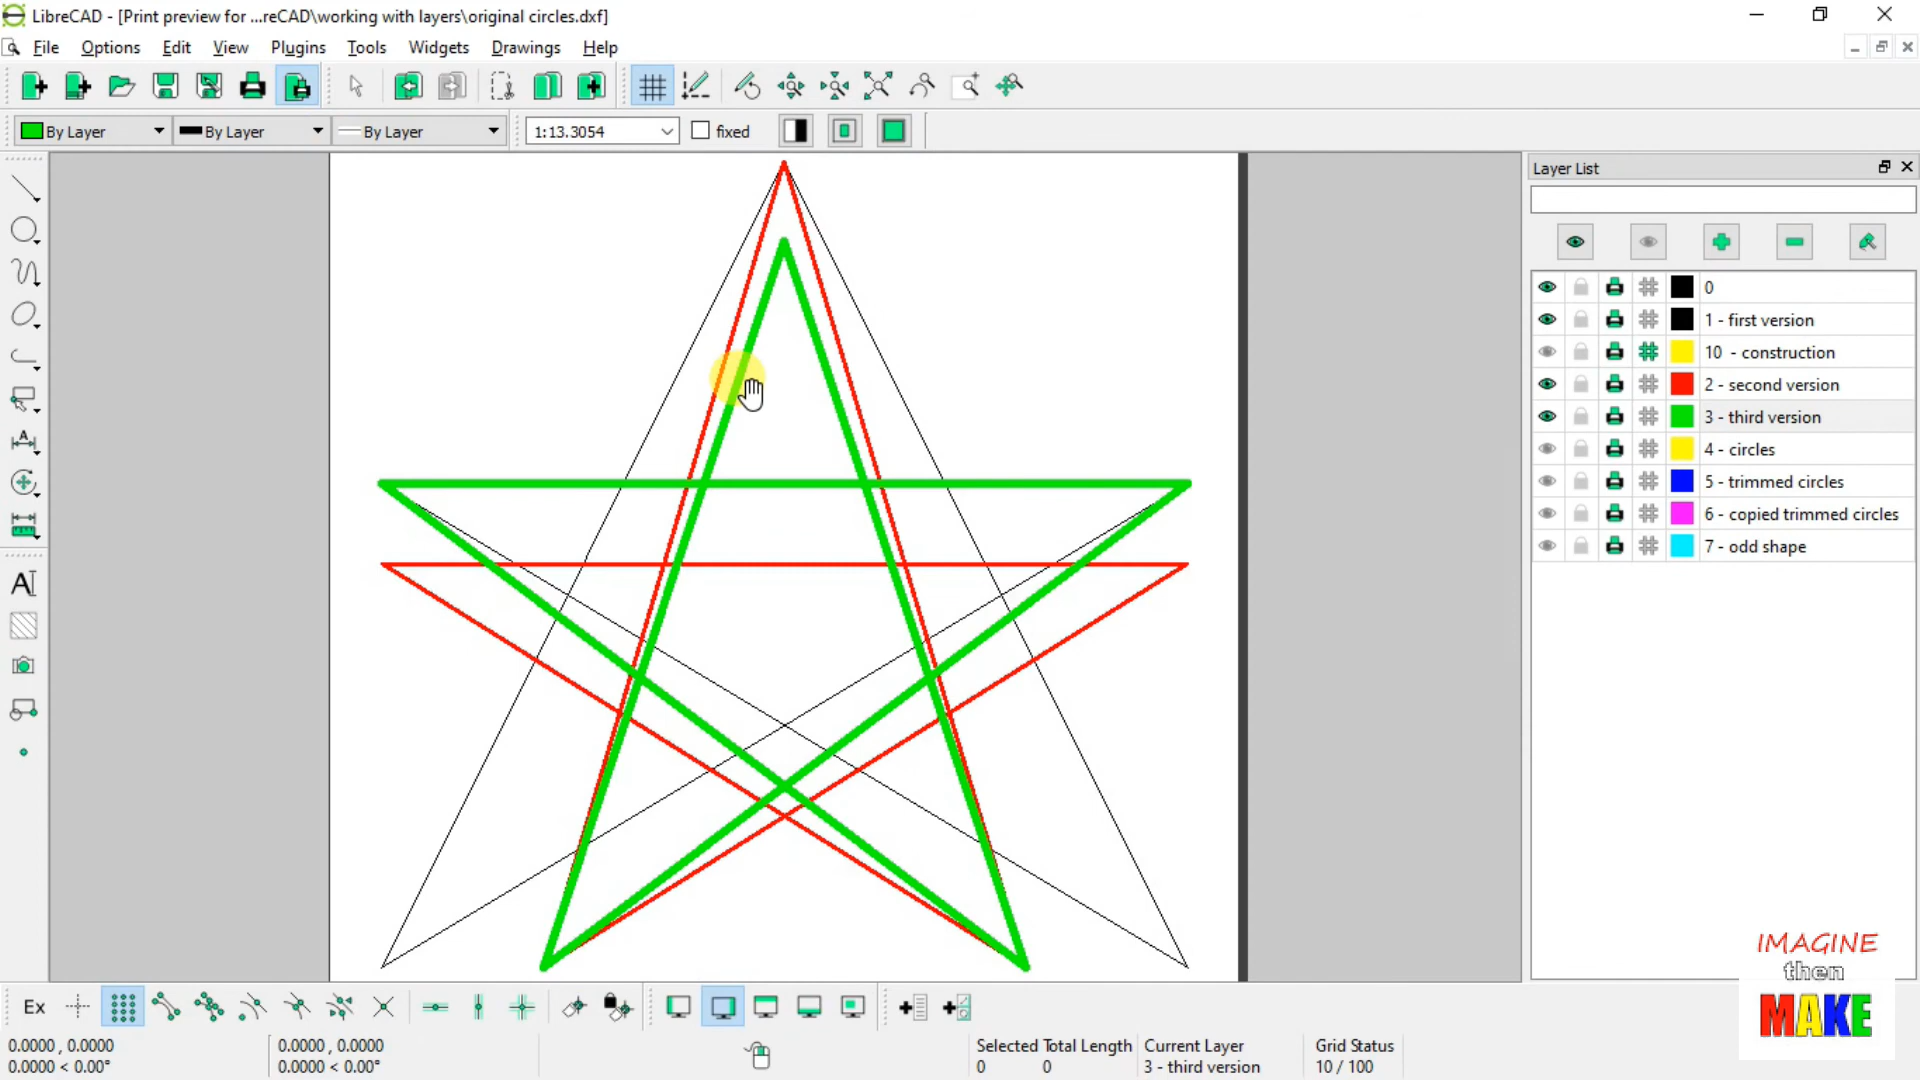 LibreCAD - [Print preview for ...reCAD\working with layers\original circles.dxf]
File Options Edit View Plugins Tools Widgets Drawings Help
By Layer By Layer By Layer 1:13.3054 fixed
Layer List
0
1 - first version
10 - construction
2 - second version
3 - third version
4 - circles
5 - trimmed circles
6 - copied trimmed circles
7 - odd shape
A
IMAGINE
then
MAKE
Ex
0.0000 , 0.0000 0.0000 , 0.0000 Selected Total Length Current Layer Grid Status
0.0000 < 0.00° 0.0000 < 0.00° 0 0 3 - third version 10 / 100